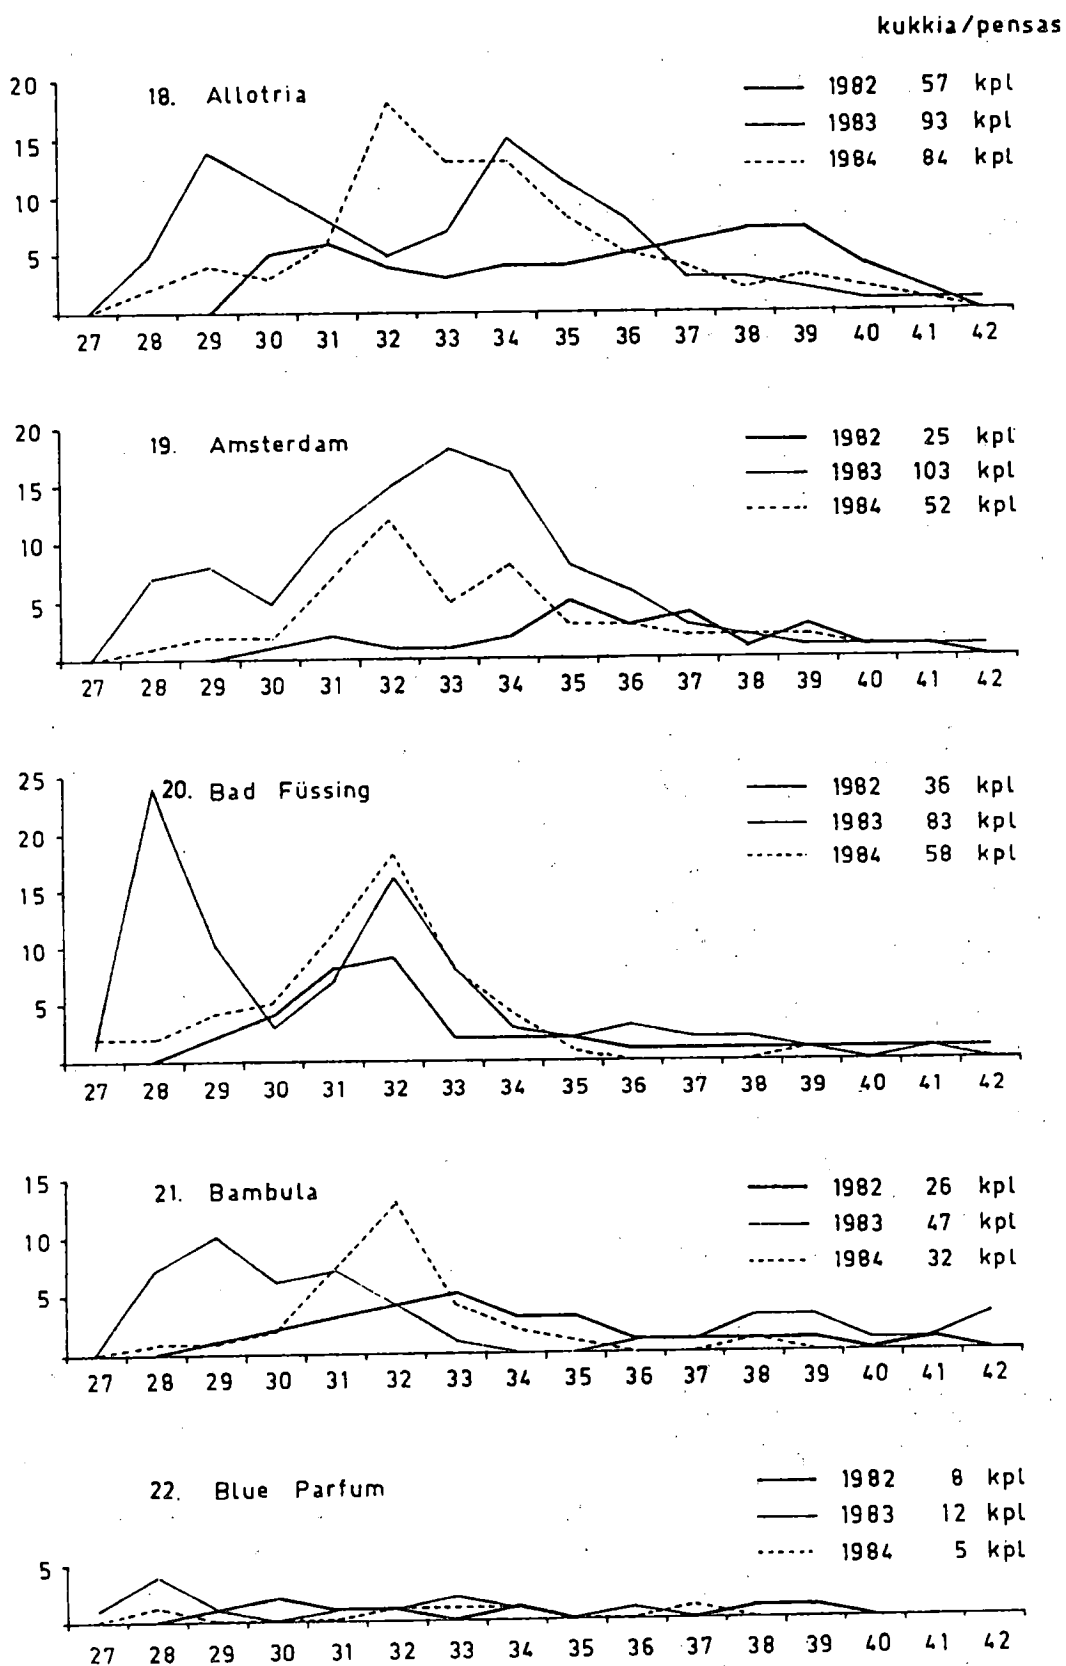 kukkia/pensas
18. Allotria
1982 57 kpl
1983 93 kpl
1984 84 kpl
20
15
10
5
27 28 29 30 31 32 33 34 35 36 37 38 39 40 41 42
19. Amsterdam
1982 25 kpl
1983 103 kpl
1984 52 kpl
20
15
10
5
27 28 29 30 31 32 33 34 35 36 37 38 39 40 41 42
20. Bad Füssing
1982 36 kpl
1983 83 kpl
1984 58 kpl
25
20
15
10
5
27 28 29 30 31 32 33 34 35 36 37 38 39 40 41 42
21. Bambula
1982 26 kpl
1983 47 kpl
1984 32 kpl
15
10
5
27 28 29 30 31 32 33 34 35 36 37 38 39 40 41 42
22. Blue Parfum
1982 8 kpl
1983 12 kpl
1984 5 kpl
5
27 28 29 30 31 32 33 34 35 36 37 38 39 40 41 42